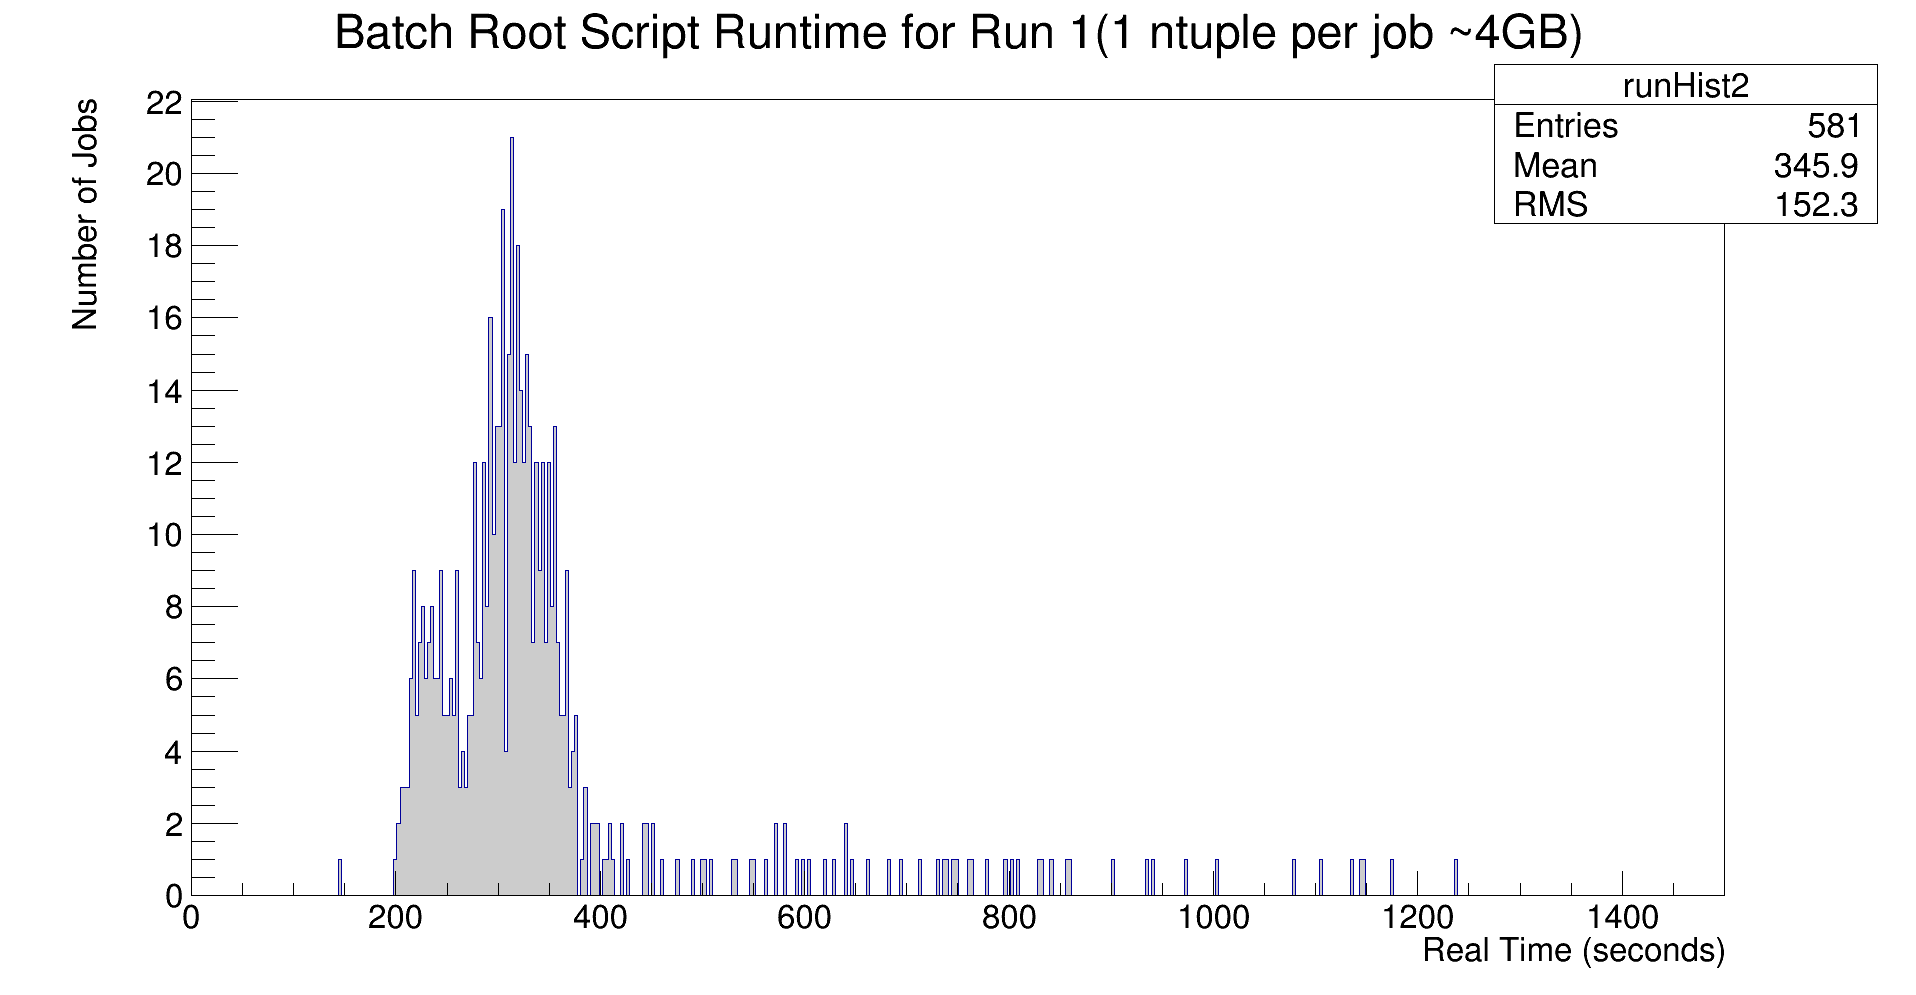 Batch Root Script Runtime for Run 1(1 ntuple per job ~4GB)
runHist2
Entries 581
Mean 345.9
RMS 152.3
Number of Jobs
22
20
18
16
14
12
10
8
6
4
2
0
0 200 400 600 800 1000 1200 1400
Real Time (seconds)